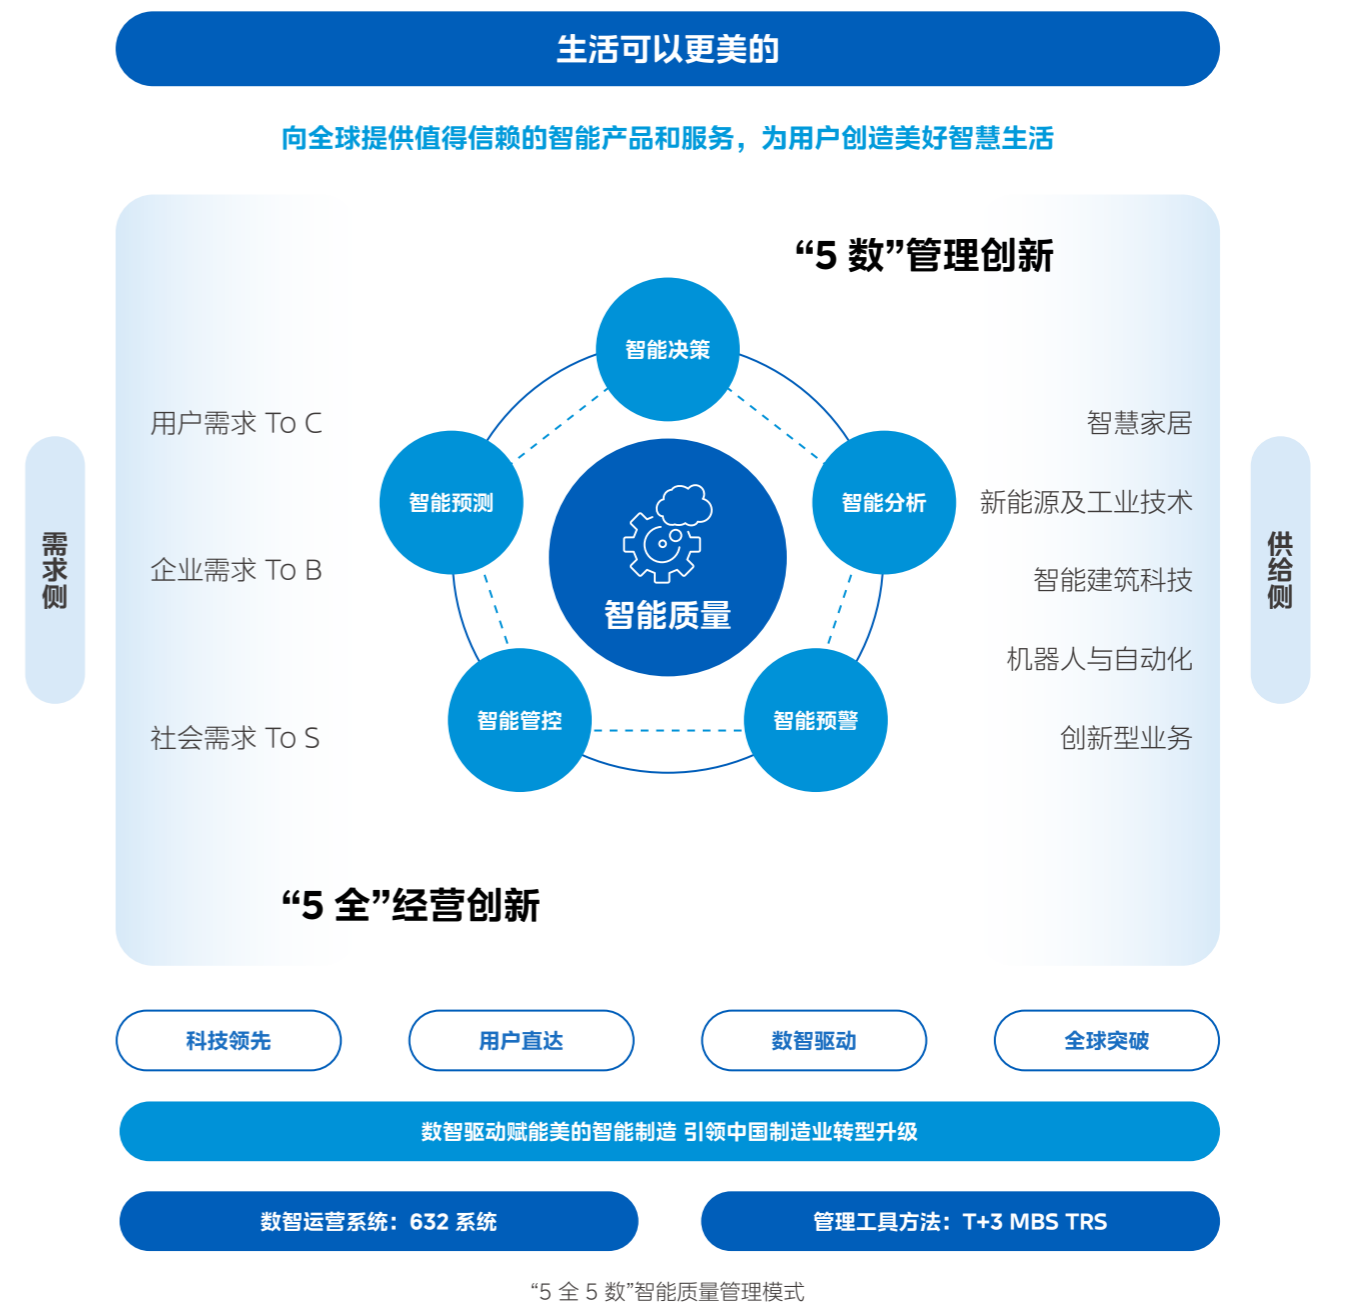 生活可以更美的
向全球提供值得信赖的智能产品和服务，为用户创造美好智慧生活
“5 数”管理创新
智能决策
用户需求 To C
智慧家居
智能预测
智能分析
新能源及工业技术
需求侧
供给侧
企业需求 To B
智能建筑科技
智能质量
机器人与自动化
智能管控
智能预警
社会需求 To S
创新型业务
“5 全”经营创新
科技领先
用户直达
数智驱动
全球突破
数智驱动赋能美的智能制造 引领中国制造业转型升级
数智运营系统：632 系统
管理工具方法：T+3 MBS TRS
“5 全 5 数”智能质量管理模式